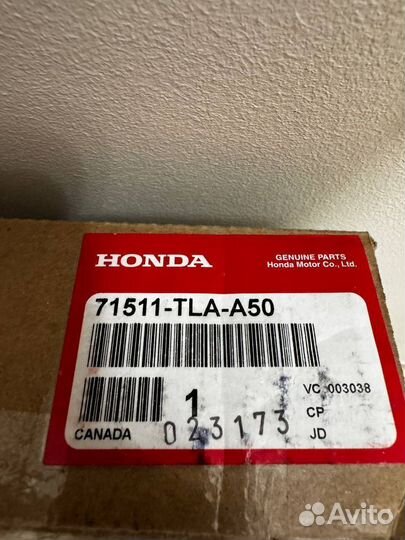 HONDA
GENUINE PARTS
Honda Motor Co., Ltd.
71511-TLA-A50
1
VC 003038
CP
CANADA
023173
JD
Avito